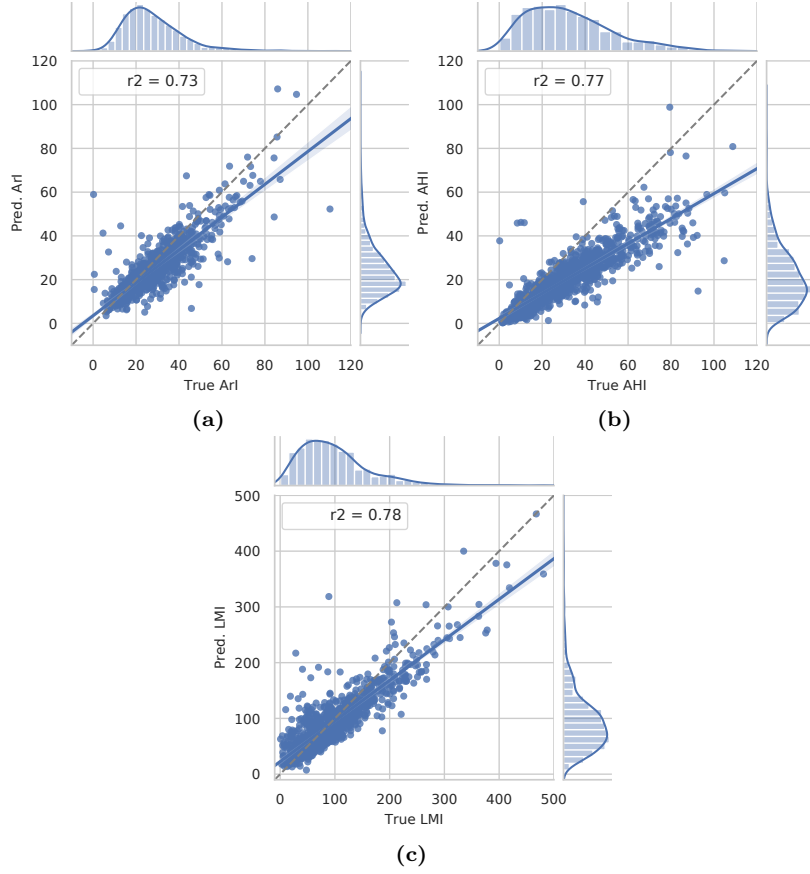 r2 = 0.73
120
100
80
60
40
20
0
Pred. ArI
0 20 40 60 80 100 120
True ArI
(a)
r2 = 0.77
120
100
80
60
40
20
0
Pred. AHI
0 20 40 60 80 100 120
True AHI
(b)
r2 = 0.78
500
400
300
200
100
0
Pred. LMI
0 100 200 300 400 500
True LMI
(c)